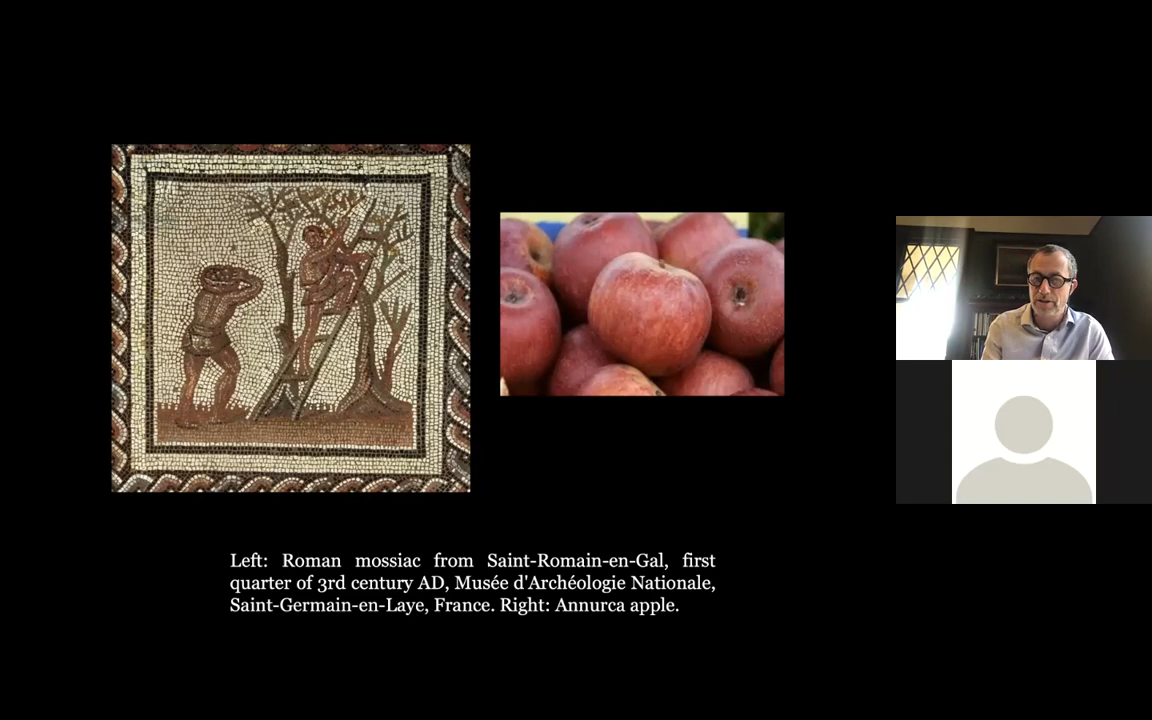 Left: Roman mossiac from Saint-Romain-en-Gal, first
quarter of 3rd century AD, Musée d'Archéologie Nationale,
Saint-Germain-en-Laye, France. Right: Annurca apple.